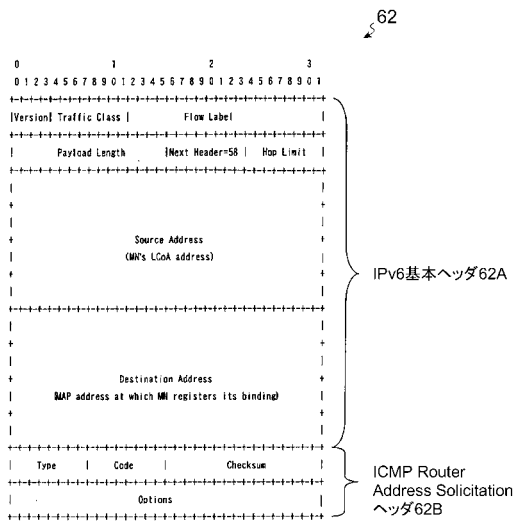 62
0 1 2 3
0 1 2 3 4 5 6 7 8 9 0 1 2 3 4 5 6 7 8 9 0 1 2 3 4 5 6 7 8 9 0 1
|Version| Traffic Class | Flow Label |
| Payload Length |Next Header=58 | Hop Limit |
Source Address
(MN's LCoA address)
IPv6基本ヘッダ62A
Destination Address
(MAP address at which MN registers its binding)
| Type | Code | Checksum |
| Options |
ICMP Router
Address Solicitation
ヘッダ62B